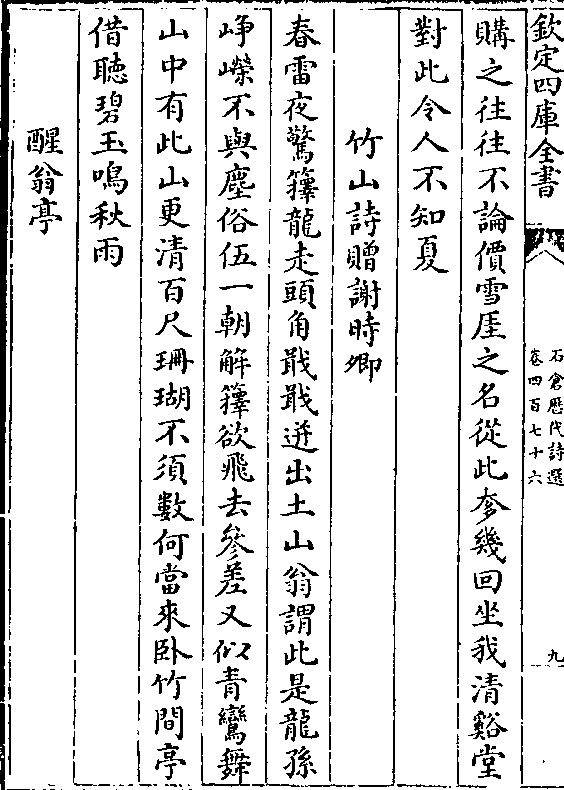 欽定四庫全書
石倉歷代詩選
卷四百七十六
九
購之往往不論價雪厓之名從此夸幾回坐我清谿堂
對此令人不知夏
竹山詩贈謝時卿
春雷夜驚籜龍走頭角戢戢迸出土山翁謂此是龍孫
崢嶸不與塵俗伍一朝解籜欲飛去參差又似青鸞舞
山中有此山更清百尺珊瑚不須數何當來臥竹間亭
借聽碧玉鳴秋雨
醒翁亭